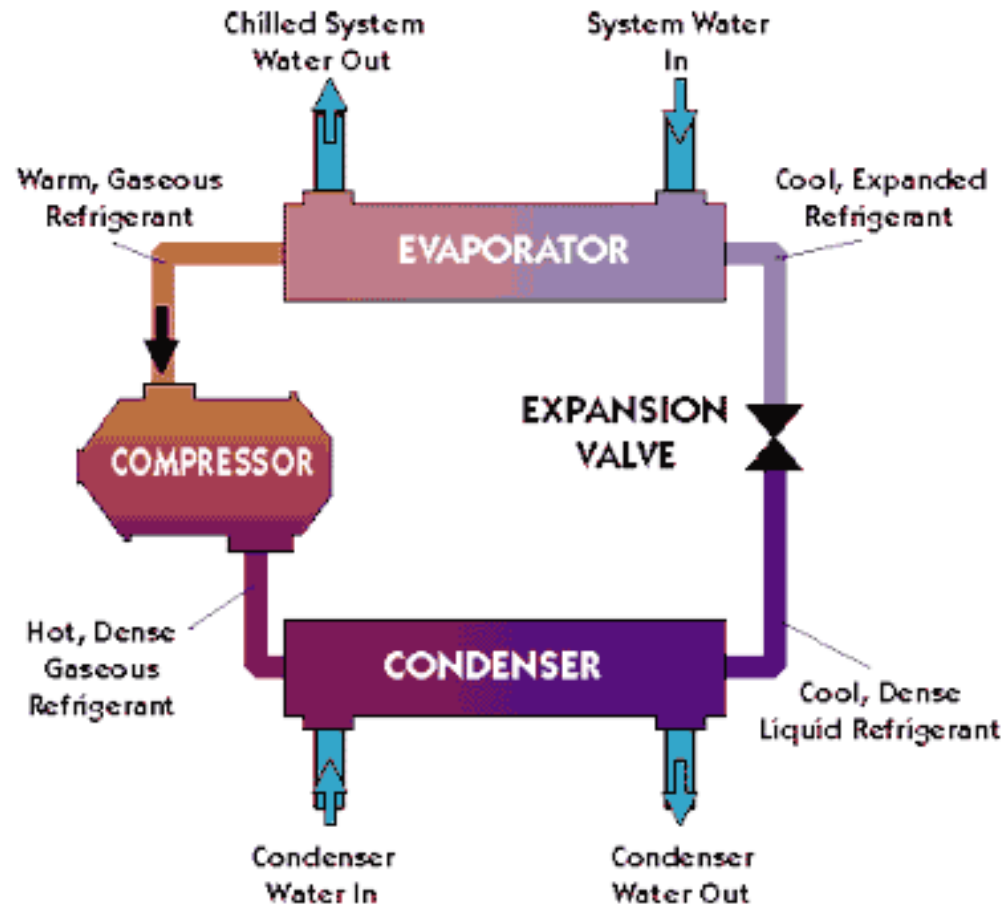 Chilled System
Water Out
System Water
In
Warm, Gaseous
Refrigerant
Cool, Expanded
Refrigerant
EVAPORATOR
EXPANSION
VALVE
COMPRESSOR
Hot, Dense
Gaseous
Refrigerant
CONDENSER
Cool, Dense
Liquid Refrigerant
Condenser
Water In
Condenser
Water Out